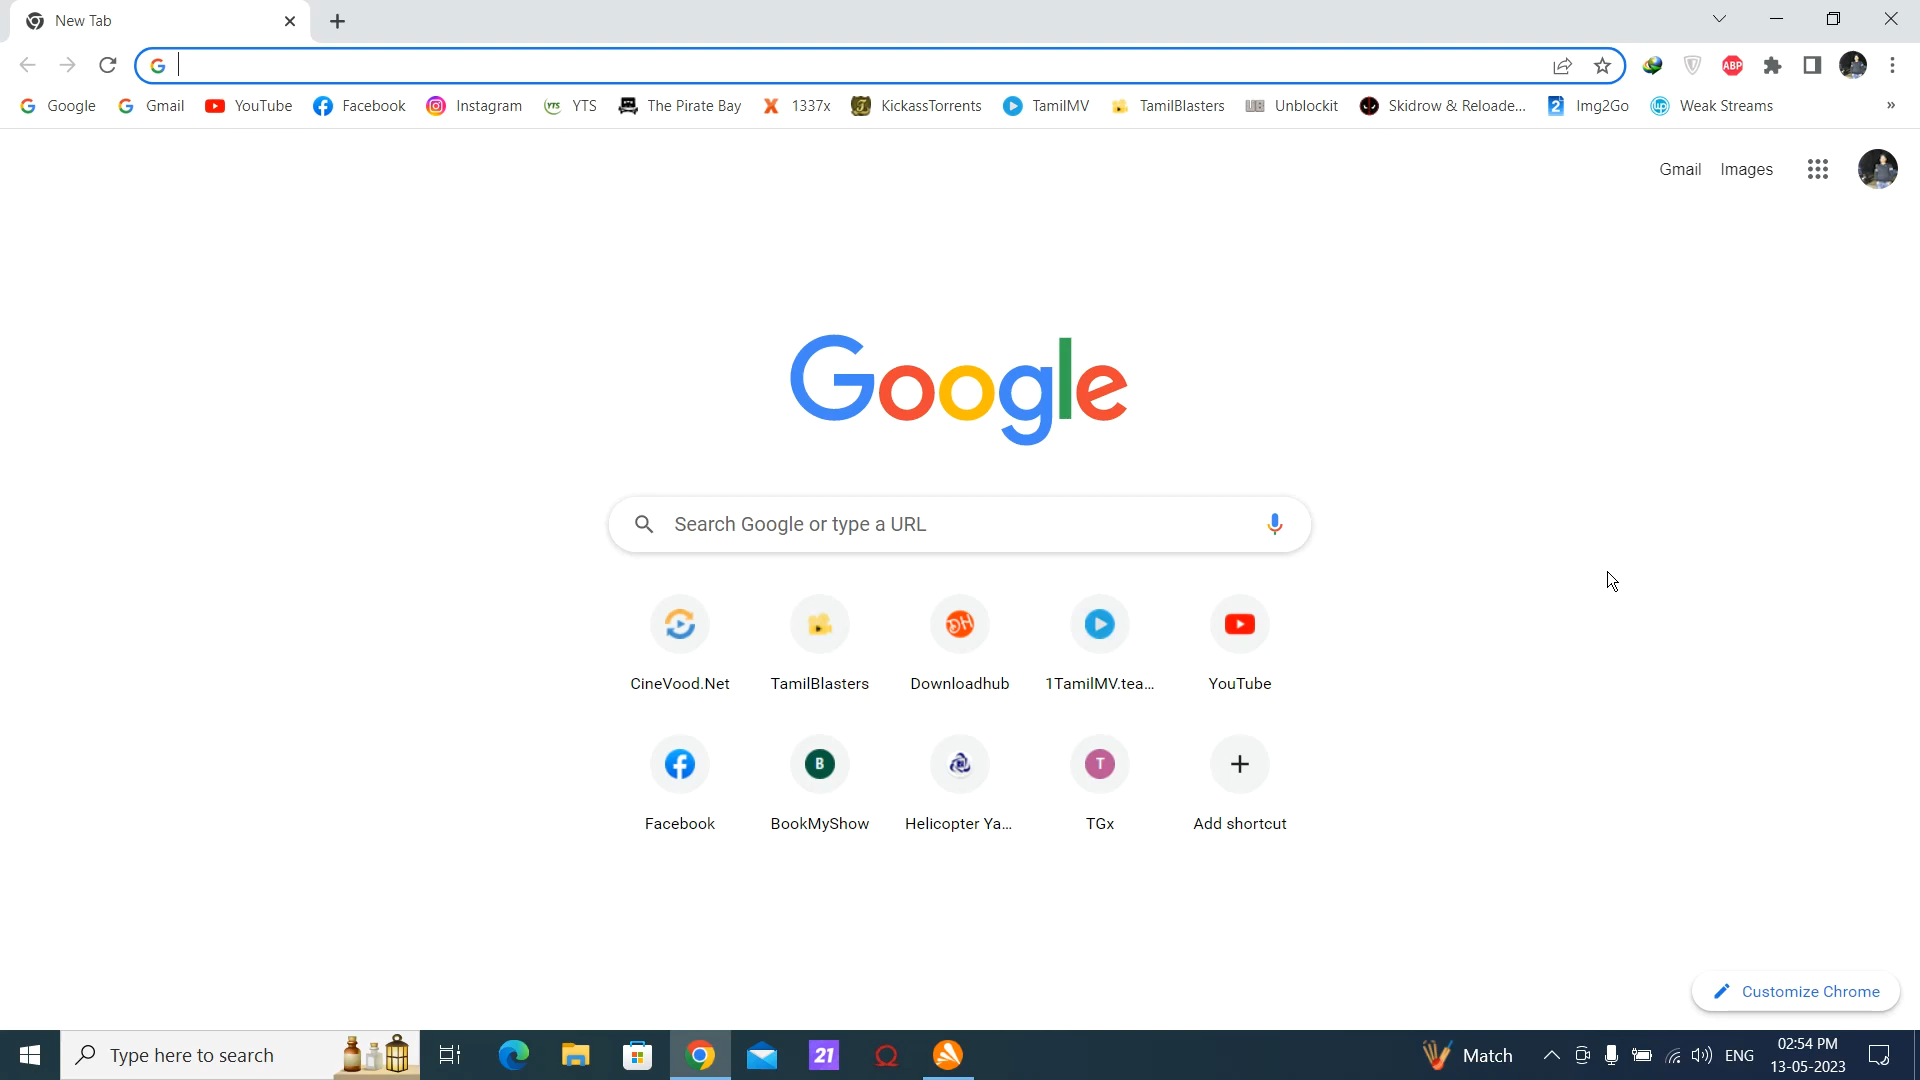 New Tab
Google Gmail YouTube Facebook Instagram YTS The Pirate Bay 1337x KickassTorrents TamilMV TamilBlasters Unblockit Skidrow & Reloade... Img2Go Weak Streams »
ABP
Gmail Images
Google
Search Google or type a URL
CineVood.Net TamilBlasters Downloadhub 1TamilMV.tea... YouTube
B T
Facebook BookMyShow Helicopter Ya... TGx Add shortcut
Customize Chrome
Type here to search 21 Match ENG 02:54 PM
13-05-2023